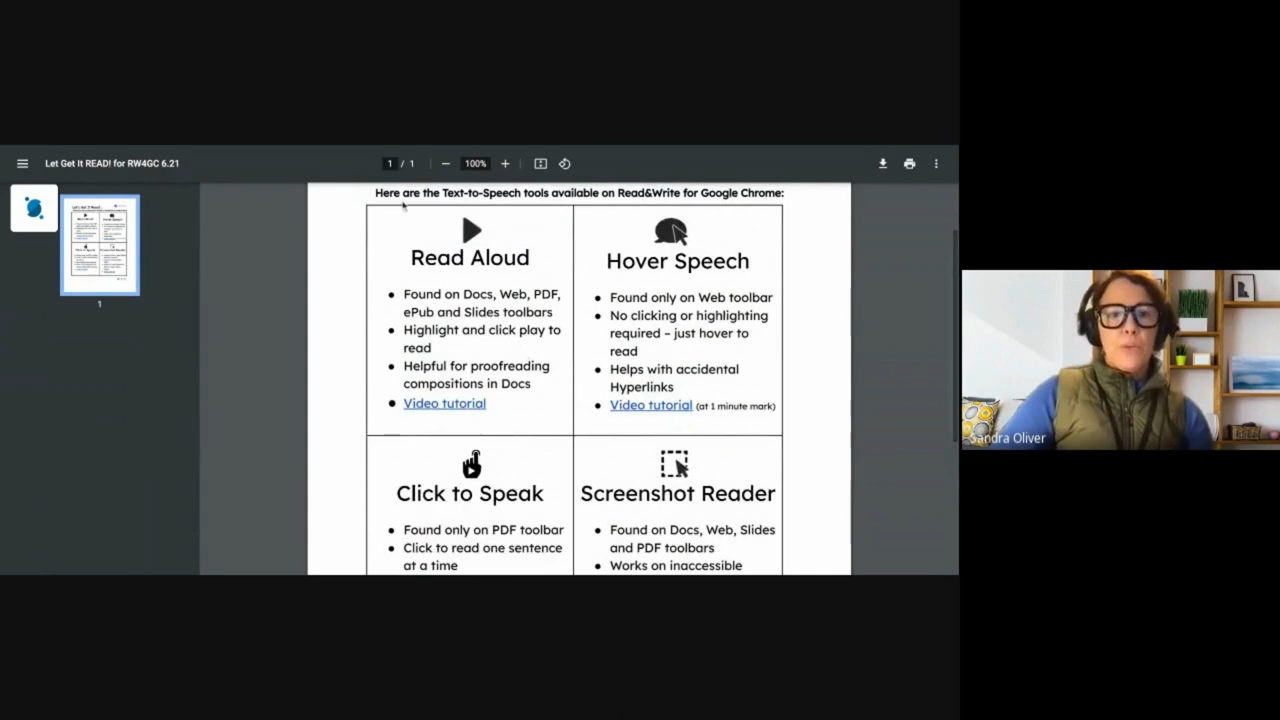 Let Get It READ! for RW4GC 6.21
1 / 1
100%
1
Here are the Text-to-Speech tools available on Read&Write for Google Chrome:
Read Aloud
● Found on Docs, Web, PDF,
ePub and Slides toolbars
● Highlight and click play to
read
● Helpful for proofreading
compositions in Docs
● Video tutorial
Hover Speech
● Found only on Web toolbar
● No clicking or highlighting
required – just hover to
read
● Helps with accidental
Hyperlinks
● Video tutorial (at 1 minute mark)
Click to Speak
● Found only on PDF toolbar
● Click to read one sentence
at a time
Screenshot Reader
● Found on Docs, Web, Slides
and PDF toolbars
● Works on inaccessible
Sandra Oliver